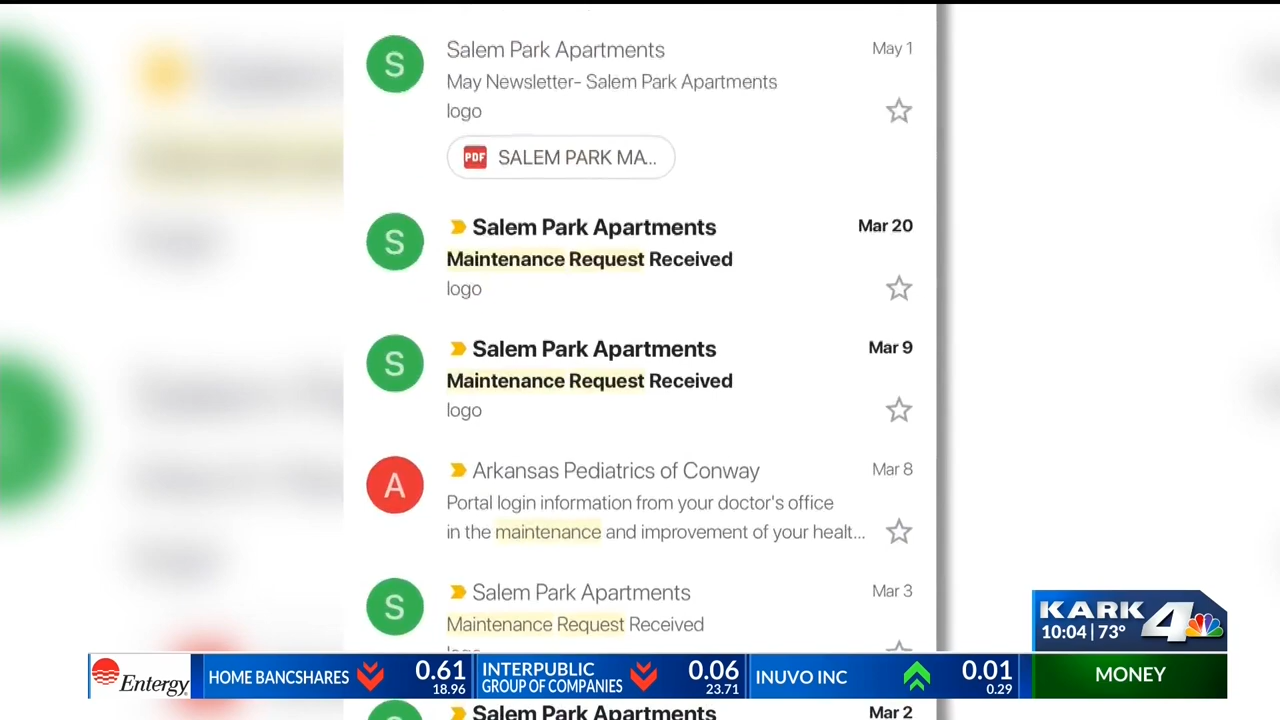 S
Salem Park Apartments
May 1
May Newsletter- Salem Park Apartments
logo
PDF
SALEM PARK MA...
S
Salem Park Apartments
Mar 20
Maintenance Request Received
logo
S
Salem Park Apartments
Mar 9
Maintenance Request Received
logo
A
Arkansas Pediatrics of Conway
Mar 8
Portal login information from your doctor's office
in the maintenance and improvement of your healt...
S
Salem Park Apartments
Mar 3
Maintenance Request Received
logo
S
Salem Park Apartments
Mar 2
KARK 4
10:04 | 73°
MONEY
Entergy
HOME BANCSHARES
0.61
18.96
INTERPUBLIC
GROUP OF COMPANIES
0.06
23.71
INUVO INC
0.01
0.29